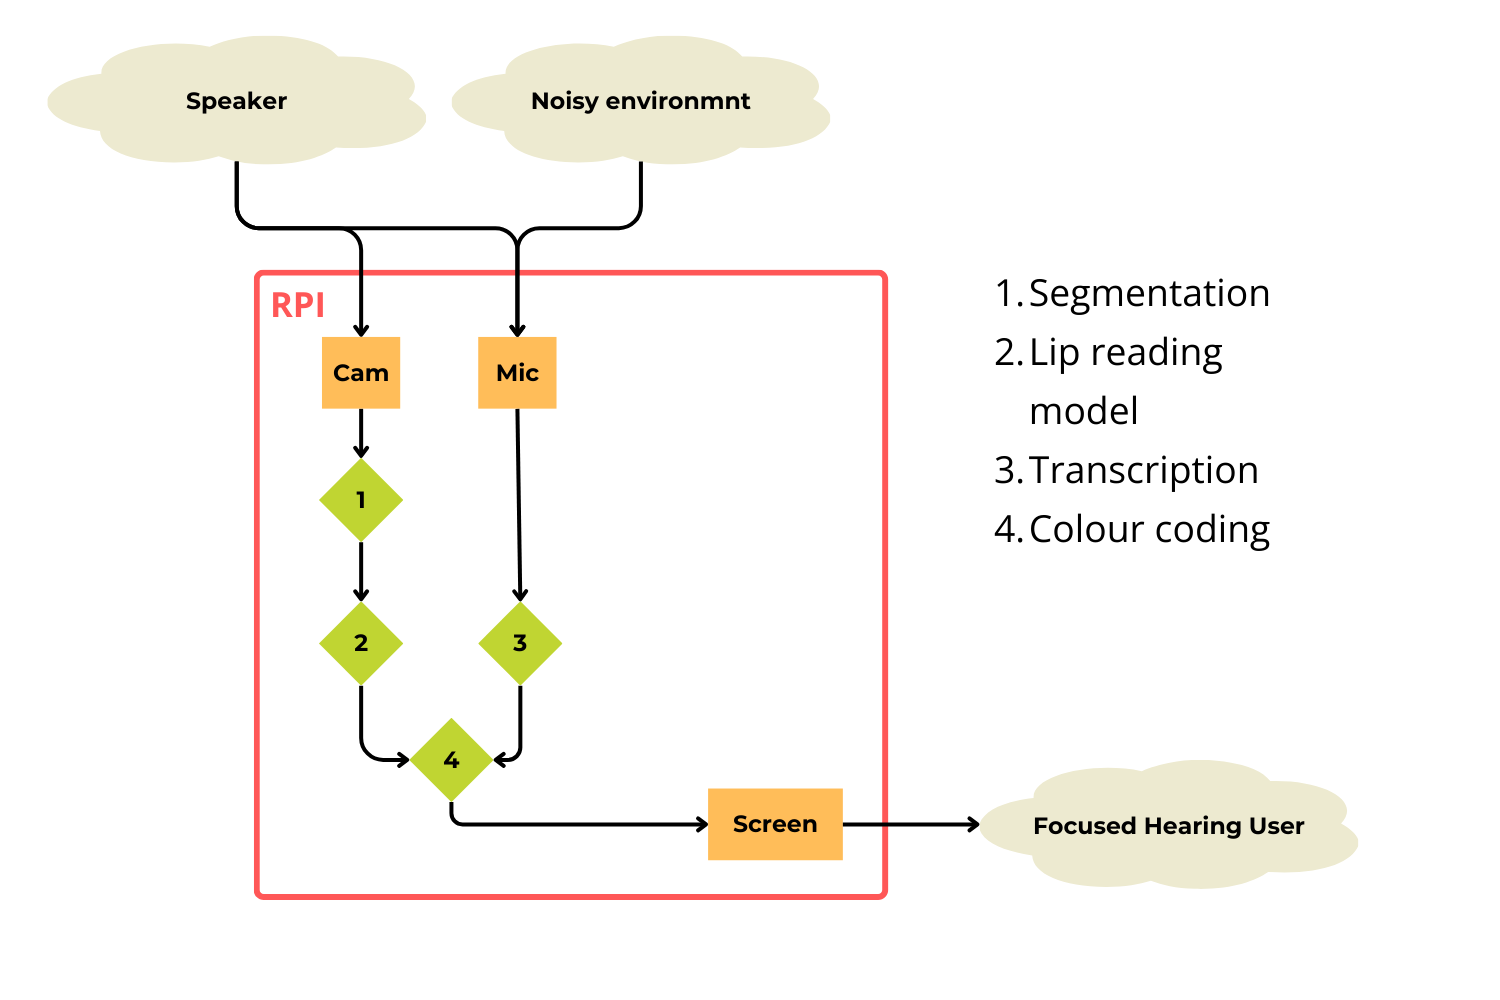 Speaker
Noisy environmnt
RPI
Cam
Mic
1
2
3
4
Screen
Focused Hearing User
1. Segmentation
2. Lip reading
model
3. Transcription
4. Colour coding